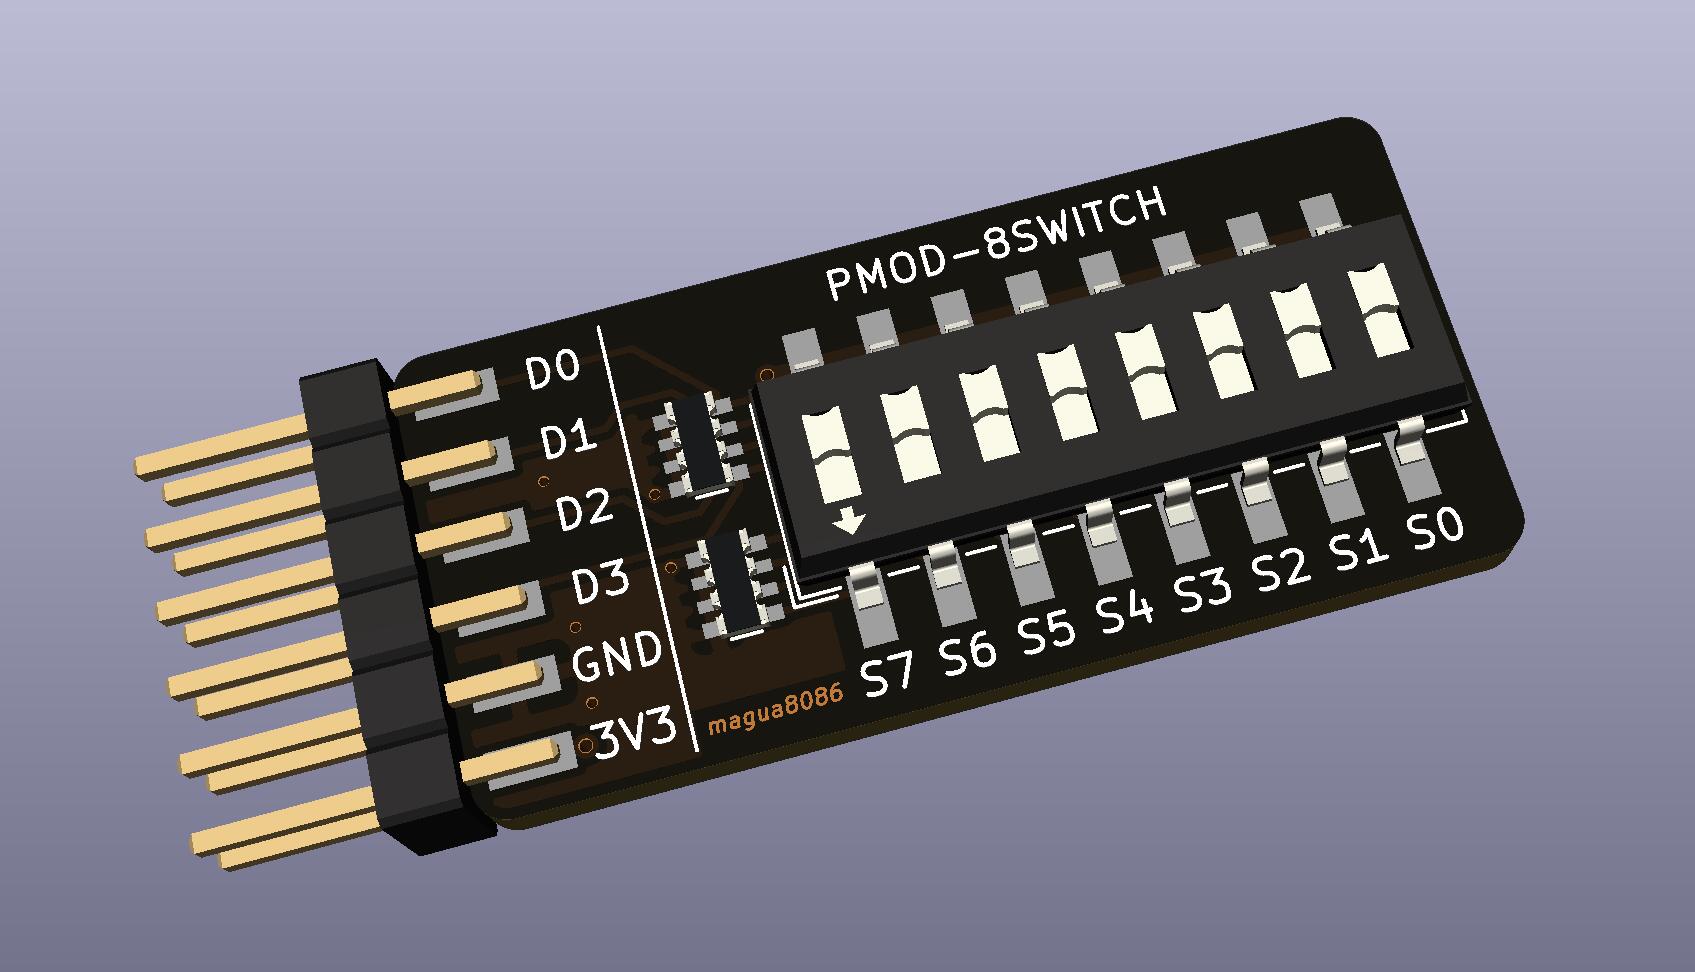 PMOD-8SWITCH
D0
D1
D2
D3
GND
3V3
S7 S6 S5 S4 S3 S2 S1 S0
magua8086